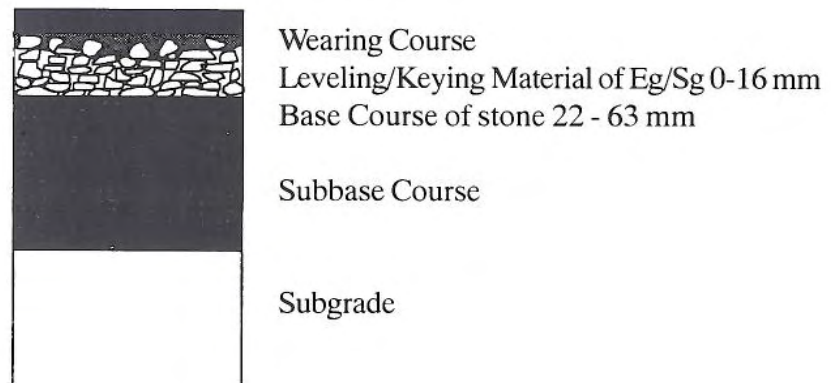 Wearing Course
Leveling/Keying Material of Eg/Sg 0-16 mm
Base Course of stone 22 - 63 mm
Subbase Course
Subgrade